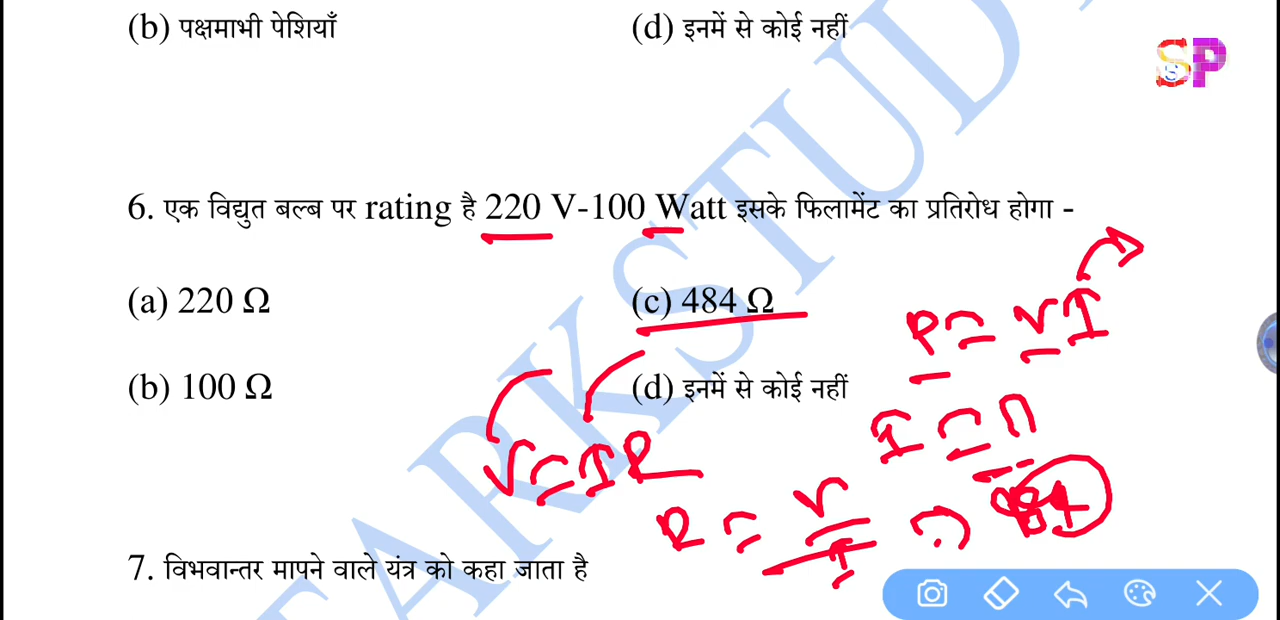 (b) पक्षमाभी पेशियाँ (d) इनमें से कोई नहीं
SP
S
6. एक विद्युत बल्ब पर rating है 220 V-100 Watt इसके फिलामेंट का प्रतिरोध होगा -
(a) 220 Ω (c) 484 Ω
P = VI
(b) 100 Ω (d) इनमें से कोई नहीं
V = IR
R = V
I
7. विभवान्तर मापने वाले यंत्र को कहा जाता है
ARKSTUD